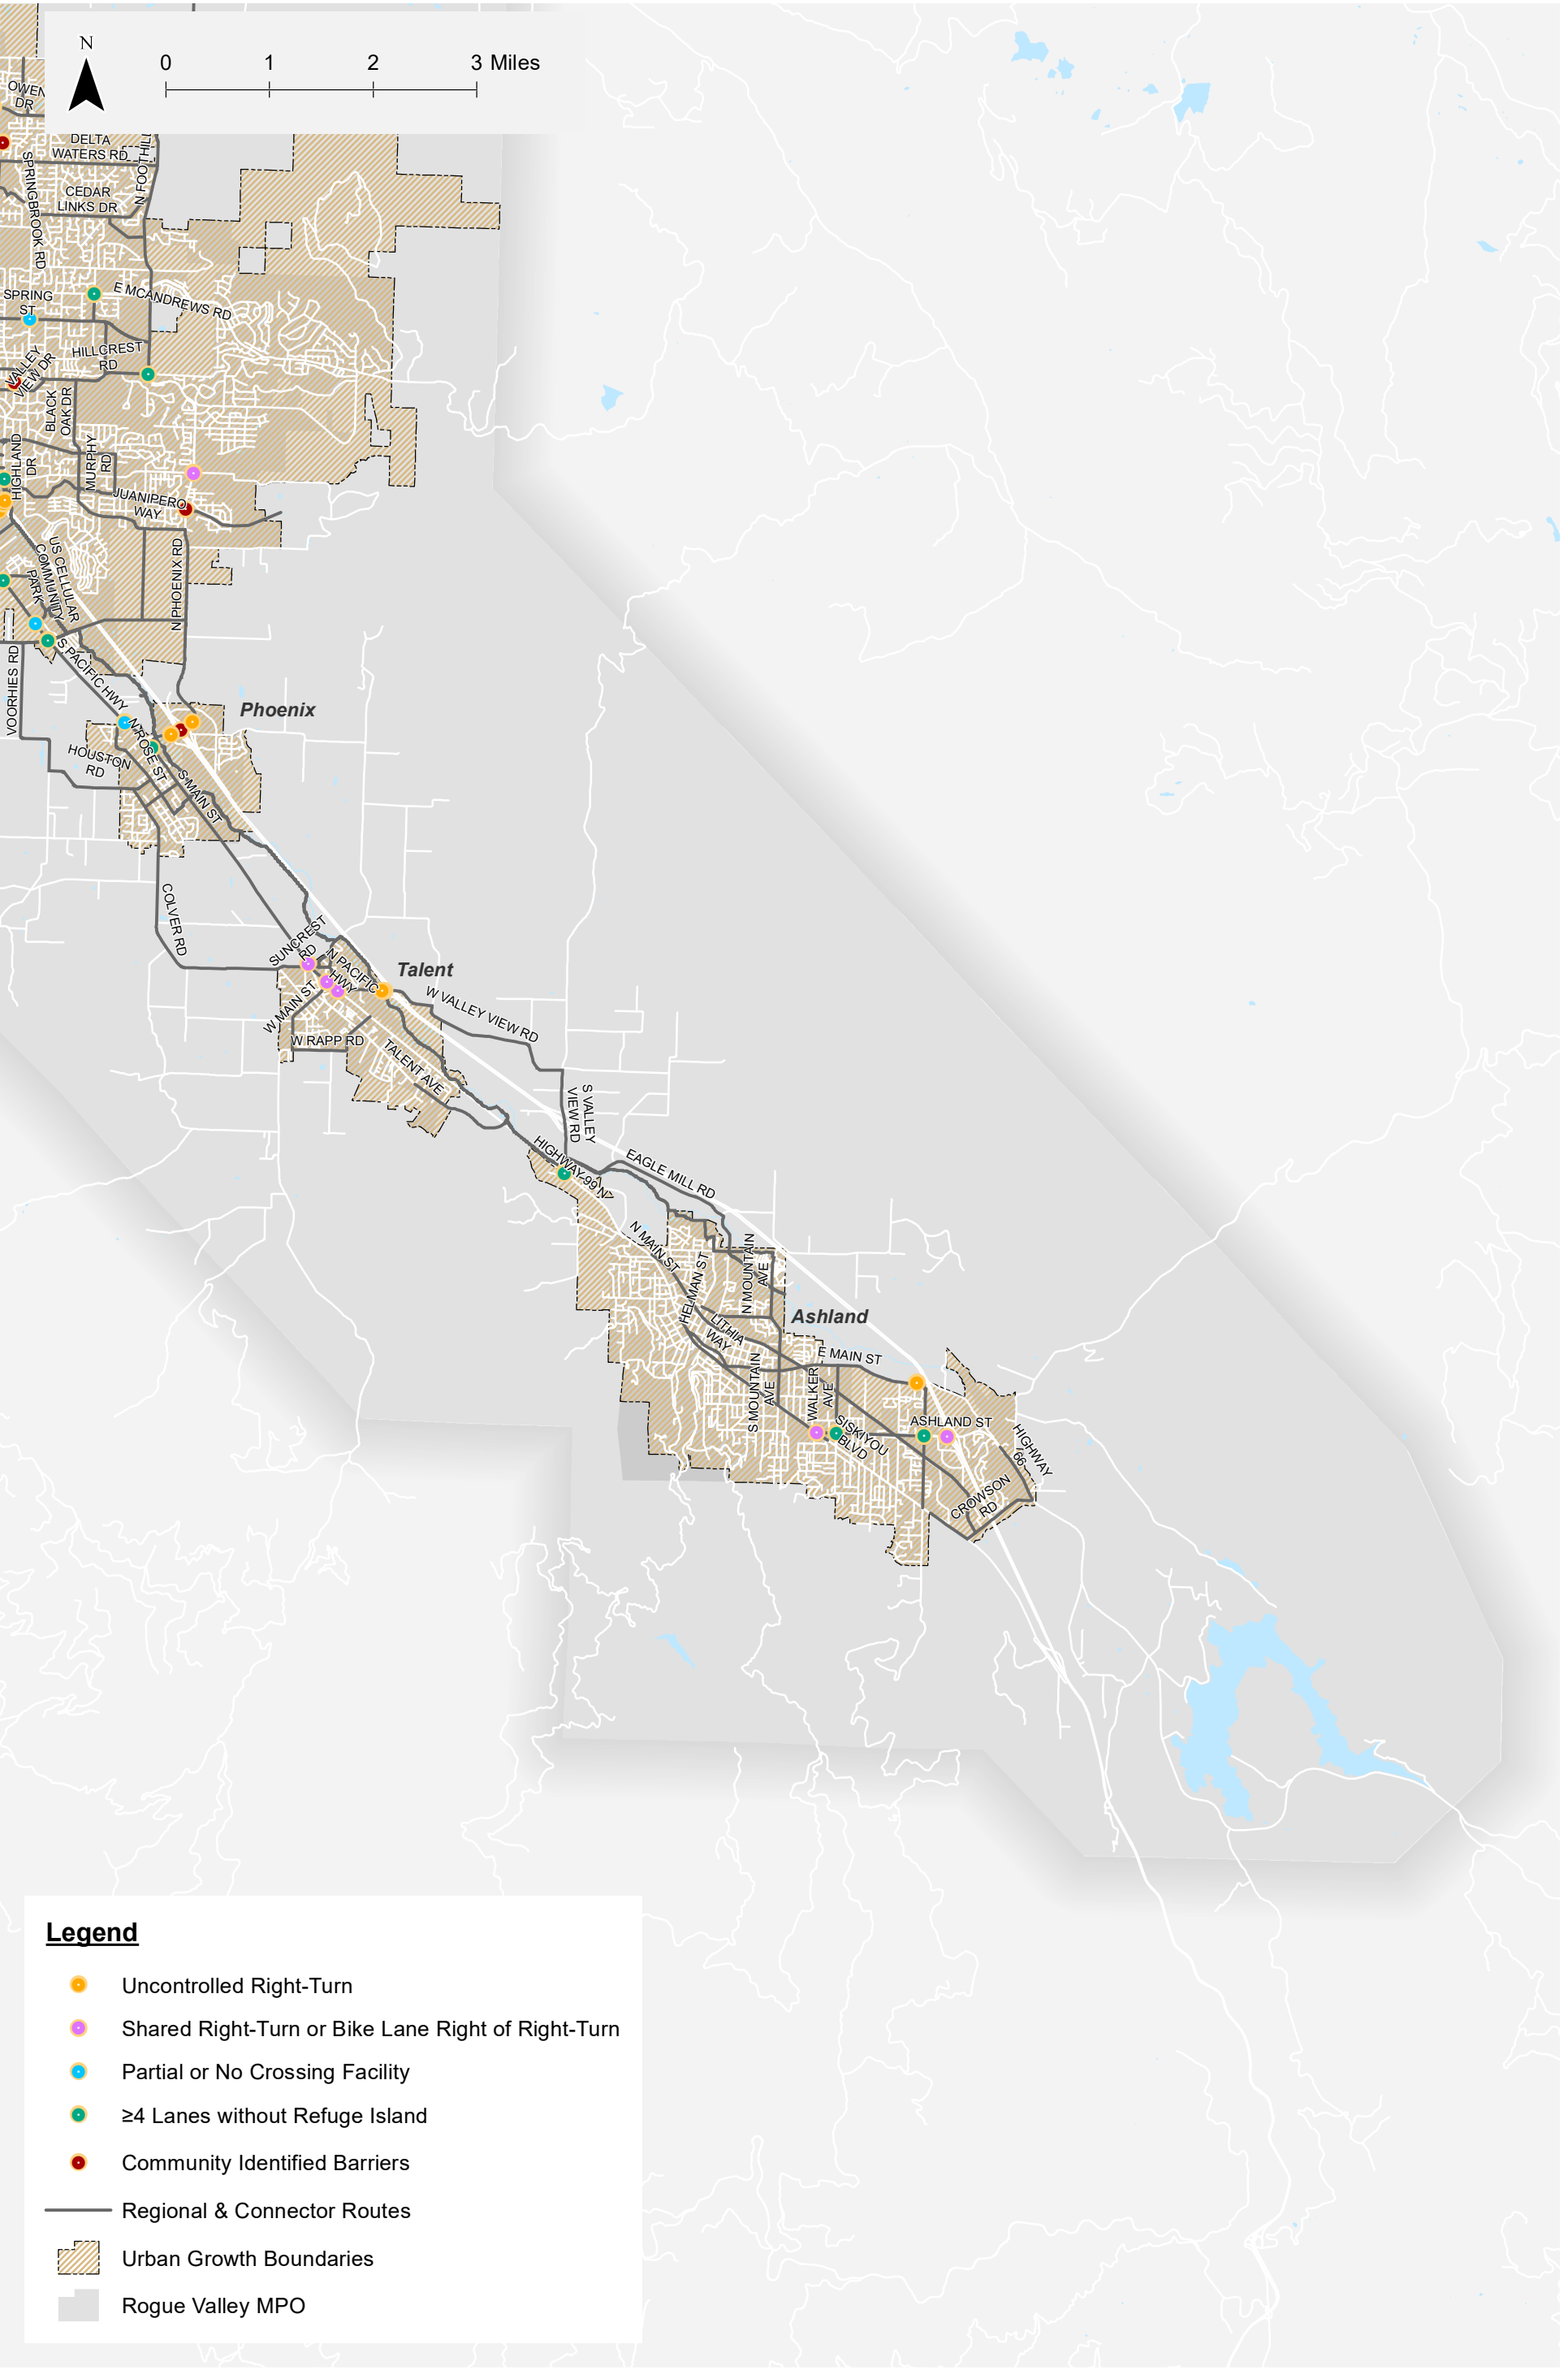 N
0 1 2 3 Miles
OWEN
DR
DELTA
WATERS RD
N FOOTHILL
SPRINGBROOK RD
CEDAR
LINKS DR
SPRING
ST
E MCANDREWS RD
HILLCREST
RD
VALLEY
VIEW DR
BLACK
OAK DR
HIGHLAND
DR
MURPHY
RD
JUANIPERO
WAY
US CELLULAR
COMMUNITY
PARK
N PHOENIX RD
VOORHIES RD
S PACIFIC HWY
Phoenix
N ROSE ST
HOUSTON
RD
S MAIN ST
COLVER RD
SUNCREST
RD
N PACIFIC
HWY
Talent
W MAIN ST
W VALLEY VIEW RD
W RAPP RD
TALENT AVE
S VALLEY
VIEW RD
HIGHWAY 99 N
EAGLE MILL RD
N MAIN ST
HELMAN ST
N MOUNTAIN
AVE
Ashland
LITHIA
WAY
E MAIN ST
S MOUNTAIN
AVE
WALKER
AVE
SISKIYOU
BLVD
ASHLAND ST
HIGHWAY
66
CROWSON
RD
Legend
Uncontrolled Right-Turn
Shared Right-Turn or Bike Lane Right of Right-Turn
Partial or No Crossing Facility
≥4 Lanes without Refuge Island
Community Identified Barriers
Regional & Connector Routes
Urban Growth Boundaries
Rogue Valley MPO